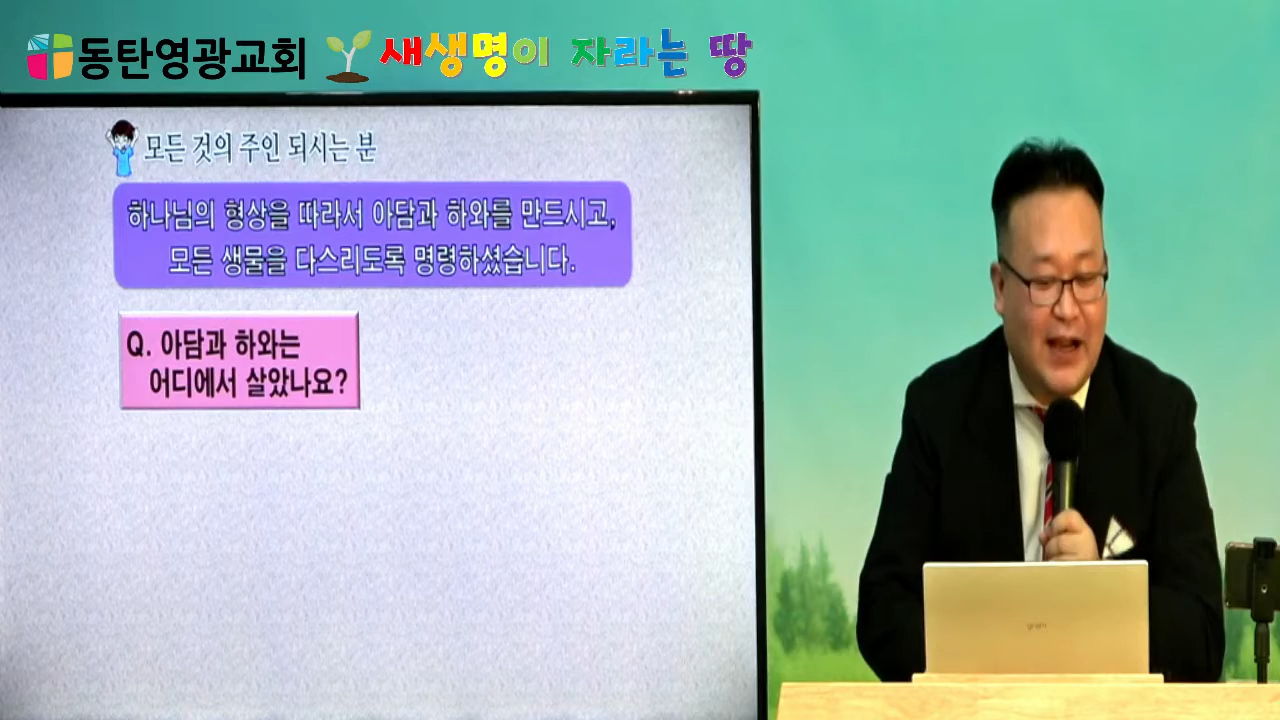 동탄영광교회 새생명이 자라는 땅
모든 것의 주인 되시는 분
하나님의 형상을 따라서 아담과 하와를 만드시고,
모든 생물을 다스리도록 명령하셨습니다.
Q. 아담과 하와는
어디에서 살았나요?
gram